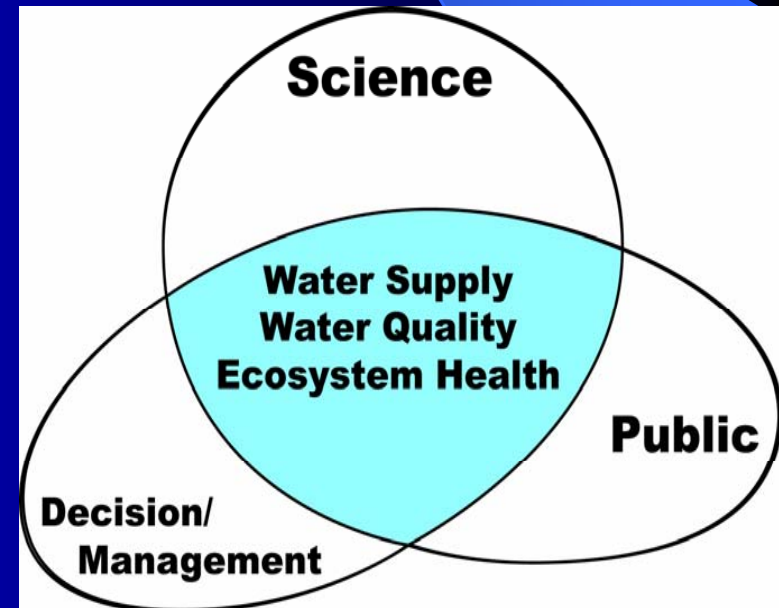 Science
Water Supply
Water Quality
Ecosystem Health
Public
Decision/
Management